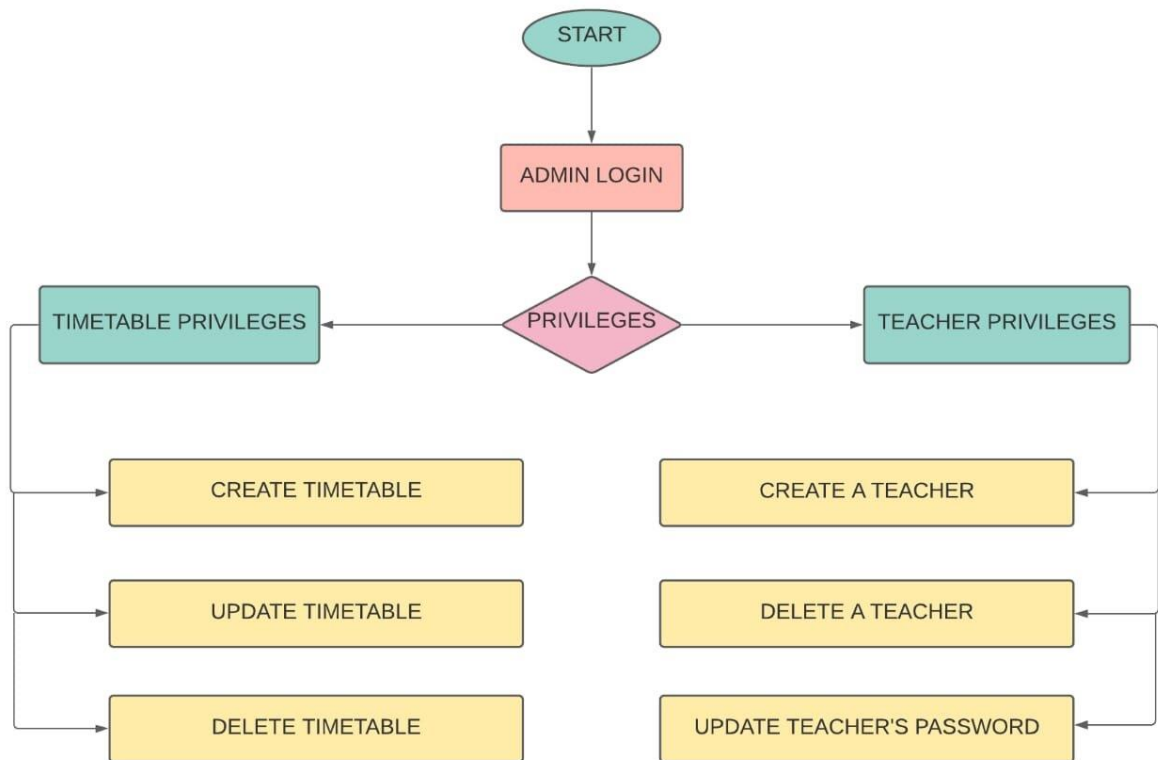 START
ADMIN LOGIN
TIMETABLE PRIVILEGES
PRIVILEGES
TEACHER PRIVILEGES
CREATE TIMETABLE
CREATE A TEACHER
UPDATE TIMETABLE
DELETE A TEACHER
DELETE TIMETABLE
UPDATE TEACHER'S PASSWORD